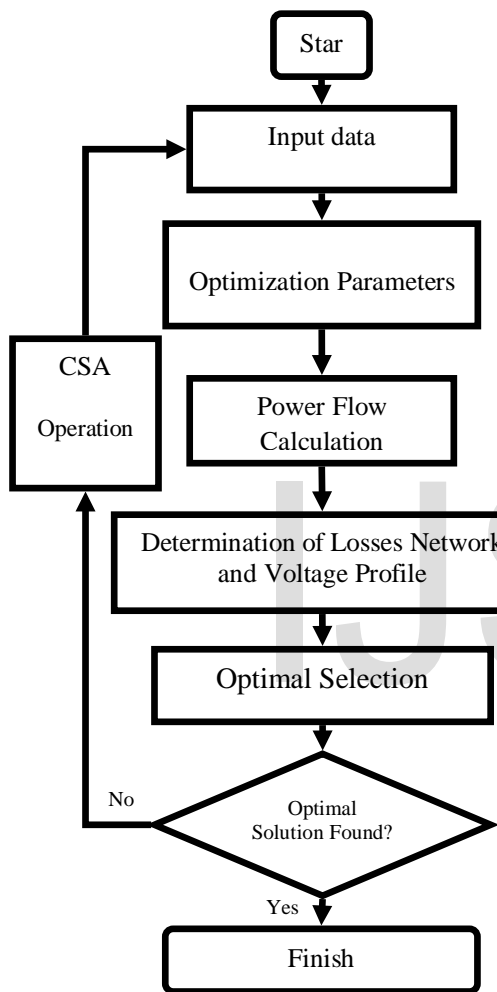 Star
Input data
Optimization Parameters
CSA
Operation
Power Flow
Calculation
Determination of Losses Network
and Voltage Profile
Optimal Selection
No
Optimal
Solution Found?
Yes
Finish
IJS